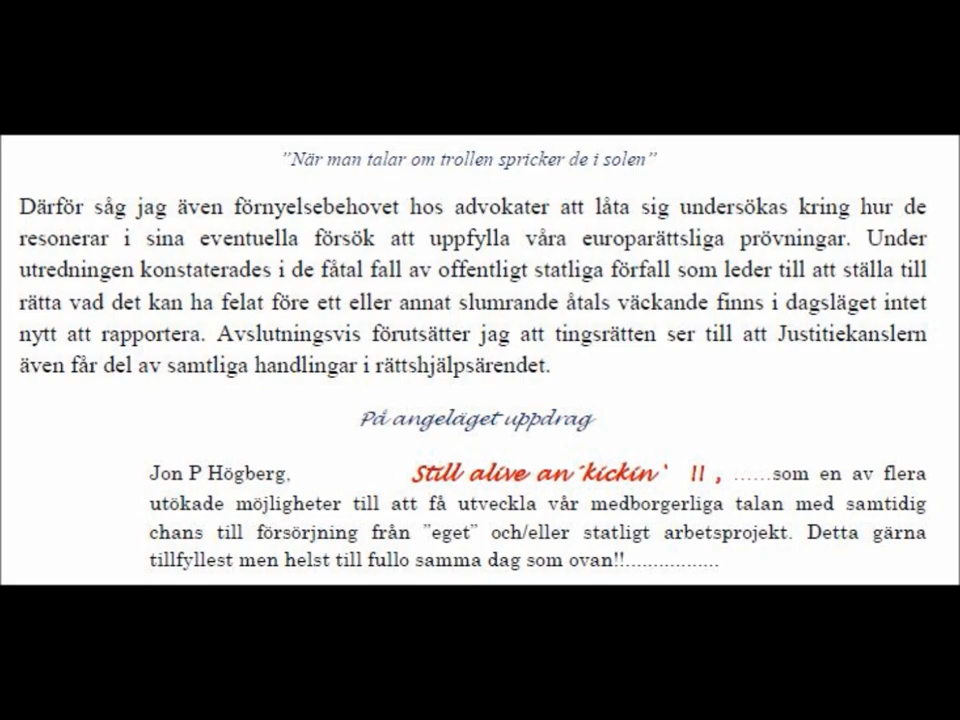 ”När man talar om trollen spricker de i solen”
Därför såg jag även förnyelsebehovet hos advokater att låta sig undersökas kring hur de
resonerar i sina eventuella försök att uppfylla våra europarättsliga prövningar. Under
utredningen konstaterades i de fåtal fall av offentligt statliga förfall som leder till att ställa till
rätta vad det kan ha felat före ett eller annat slumrande åtals väckande finns i dagsläget intet
nytt att rapportera. Avslutningsvis förutsätter jag att tingsrätten ser till att Justitiekanslern
även får del av samtliga handlingar i rättshjälpsärendet.
På angeläget uppdrag
Jon P Högberg, Still alive an´kickin` !! , ……som en av flera
utökade möjligheter till att få utveckla vår medborgerliga talan med samtidig
chans till försörjning från ”eget” och/eller statligt arbetsprojekt. Detta gärna
tillfyllest men helst till fullo samma dag som ovan!!..................